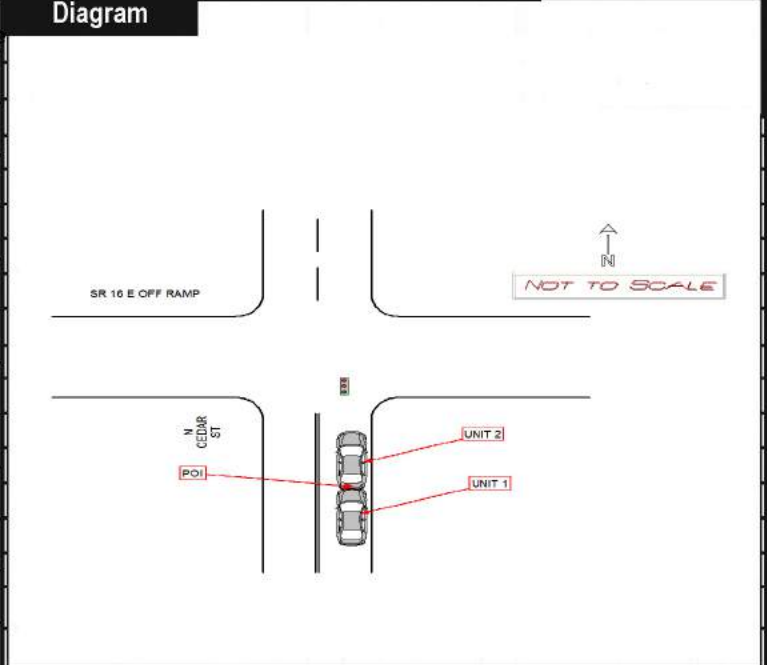 Diagram
N
NOT TO SCALE
SR 16 E OFF RAMP
N
CEDAR
ST
UNIT 2
POI
UNIT 1